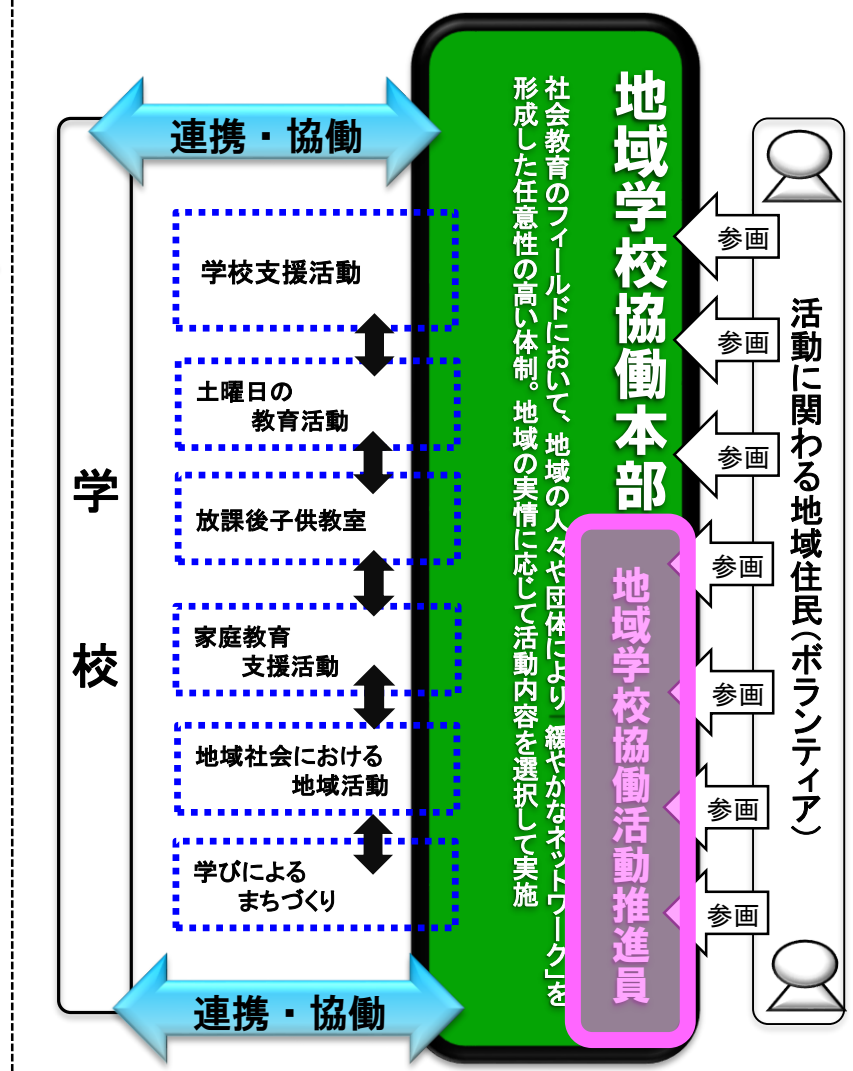 連携・協働
学
校
学校支援活動
土曜日の
教育活動
放課後子供教室
家庭教育
支援活動
地域社会における
地域活動
学びによる
まちづくり
連携・協働
地域学校協働本部
社会教育のフィールドにおいて、地域の人々や団体により「緩やかなネットワーク」を
形成した任意性の高い体制。地域の実情に応じて活動内容を選択して実施
地域学校協働活動推進員
参画
参画
参画
参画
参画
参画
参画
活動に関わる地域住民（ボランティア）